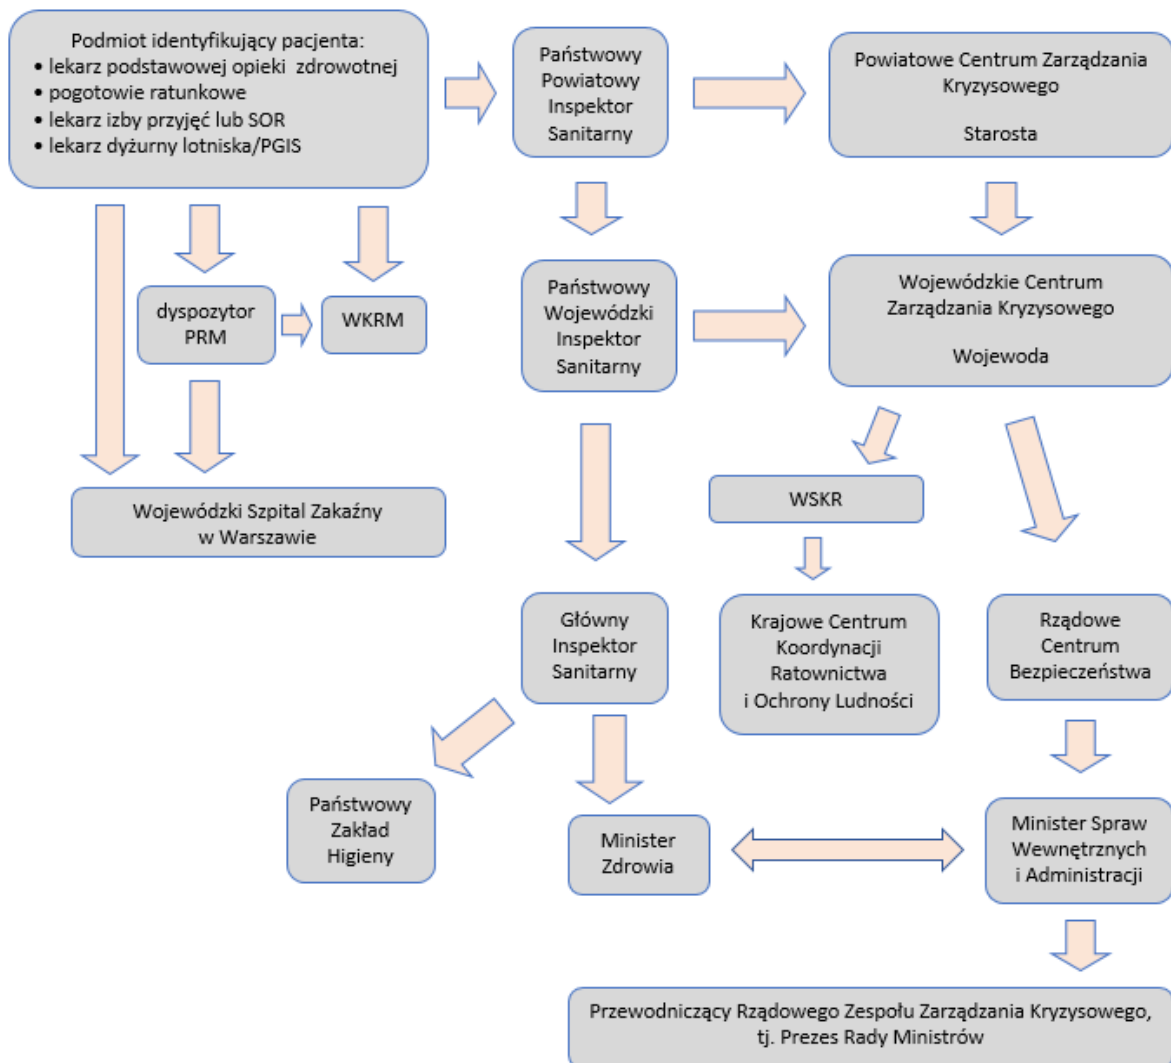 Podmiot identyfikujący pacjenta:
• lekarz podstawowej opieki zdrowotnej
• pogotowie ratunkowe
• lekarz izby przyjęć lub SOR
• lekarz dyżurny lotniska/PGIS
Państwowy
Powiatowy
Inspektor
Sanitarny
Powiatowe Centrum Zarządzania
Kryzysowego
Starosta
dyspozytor
PRM
WKRM
Państwowy
Wojewódzki
Inspektor
Sanitarny
Wojewódzkie Centrum
Zarządzania Kryzysowego
Wojewoda
Wojewódzki Szpital Zakaźny
w Warszawie
WSKR
Główny
Inspektor
Sanitarny
Krajowe Centrum
Koordynacji
Ratownictwa
i Ochrony Ludności
Rządowe
Centrum
Bezpieczeństwa
Państwowy
Zakład
Higieny
Minister
Zdrowia
Minister Spraw
Wewnętrznych
i Administracji
Przewodniczący Rządowego Zespołu Zarządzania Kryzysowego,
tj. Prezes Rady Ministrów